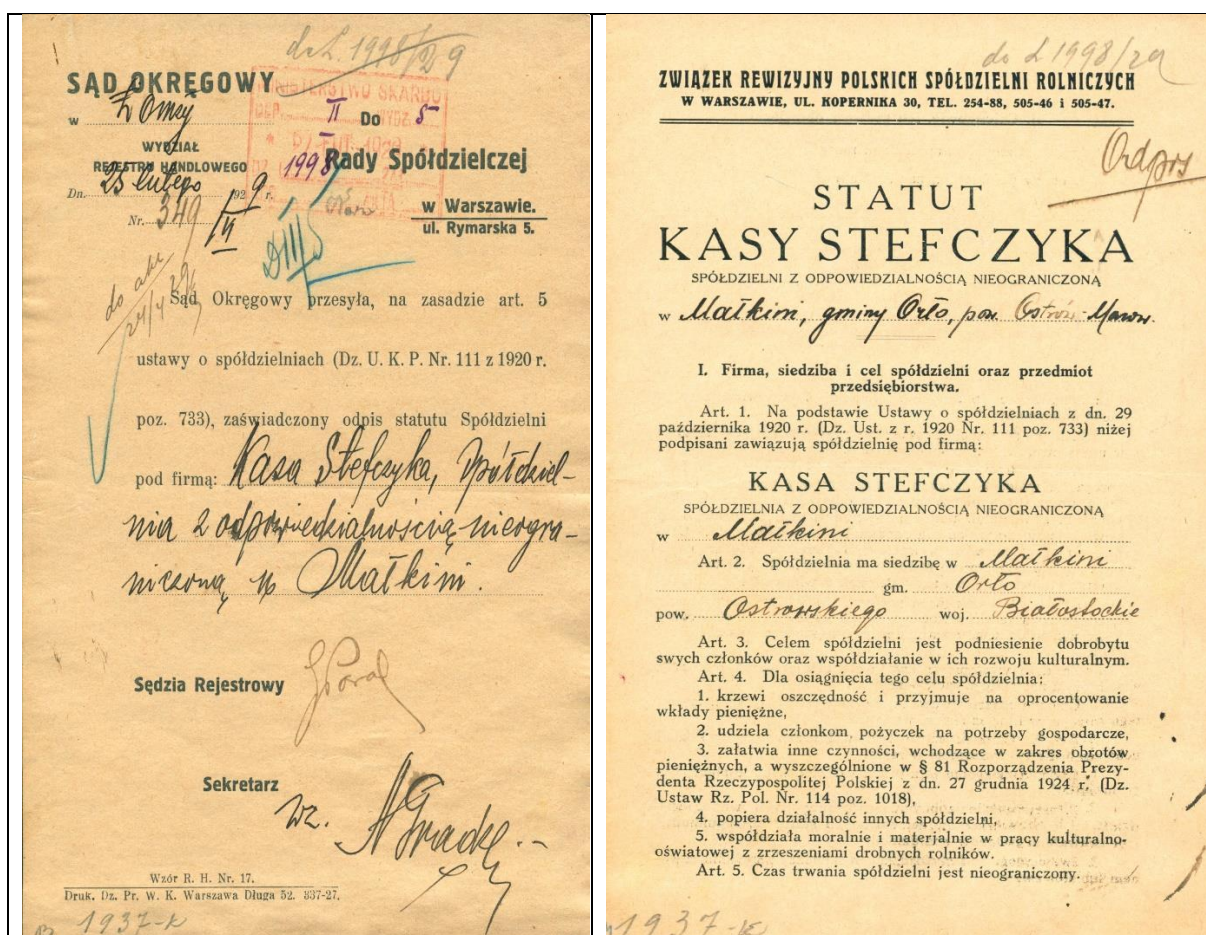 do L. 1998/29
SĄD OKRĘGOWY
w Łomży
WYDZIAŁ
REJESTRU HANDLOWEGO
Dn. 25 lutego 1929 r.
Nr. 349
MINISTERSTWO SKARBU
II
5
1998
Do
Rady Spółdzielczej
w Warszawie.
ul. Rymarska 5.
D III
do akt
Sąd Okręgowy przesyła, na zasadzie art. 5
ustawy o spółdzielniach (Dz. U. K. P. Nr. 111 z 1920 r.
poz. 733), zaświadczony odpis statutu Spółdzielni
pod firmą: Kasa Stefczyka, Spółdziel-
nia z odpowiedzialnością nieogra-
niczoną w Małkini.
Sędzia Rejestrowy
Sekretarz
wz.
Wzór R. H. Nr. 17.
Druk. Dz. Pr. W. K. Warszawa Długa 52. 337-27.
1937-k
do L 1998/29
ZWIĄZEK REWIZYJNY POLSKICH SPÓŁDZIELNI ROLNICZYCH
W WARSZAWIE, UL. KOPERNIKA 30, TEL. 254-88, 505-46 i 505-47.
Odpis
STATUT
KASY STEFCZYKA
SPÓŁDZIELNI Z ODPOWIEDZIALNOŚCIĄ NIEOGRANICZONĄ
w Małkini, gminy Orło, pow. Ostrów-Mazow.
I. Firma, siedziba i cel spółdzielni oraz przedmiot
przedsiębiorstwa.
Art. 1. Na podstawie Ustawy o spółdzielniach z dn. 29
października 1920 r. (Dz. Ust. z r. 1920 Nr. 111 poz. 733) niżej
podpisani zawiązują spółdzielnię pod firmą:
KASA STEFCZYKA
SPÓŁDZIELNIA Z ODPOWIEDZIALNOŚCIĄ NIEOGRANICZONĄ
w Małkini
Art. 2. Spółdzielnia ma siedzibę w Małkini
gm. Orło
pow. Ostrowskiego woj. Białostockie
Art. 3. Celem spółdzielni jest podniesienie dobrobytu
swych członków oraz współdziałanie w ich rozwoju kulturalnym.
Art. 4. Dla osiągnięcia tego celu spółdzielnia:
1. krzewi oszczędność i przyjmuje na oprocentowanie
wkłady pieniężne,
2. udziela członkom pożyczek na potrzeby gospodarcze,
3. załatwia inne czynności, wchodzące w zakres obrotów
pieniężnych, a wyszczególnione w § 81 Rozporządzenia Prezy-
denta Rzeczypospolitej Polskiej z dn. 27 grudnia 1924 r. (Dz.
Ustaw Rz. Pol. Nr. 114 poz. 1018),
4. popiera działalność innych spółdzielni,
5. współdziała moralnie i materjalnie w pracy kulturalno-
oświatowej z zrzeszeniami drobnych rolników.
Art. 5. Czas trwania spółdzielni jest nieograniczony.
1937-k